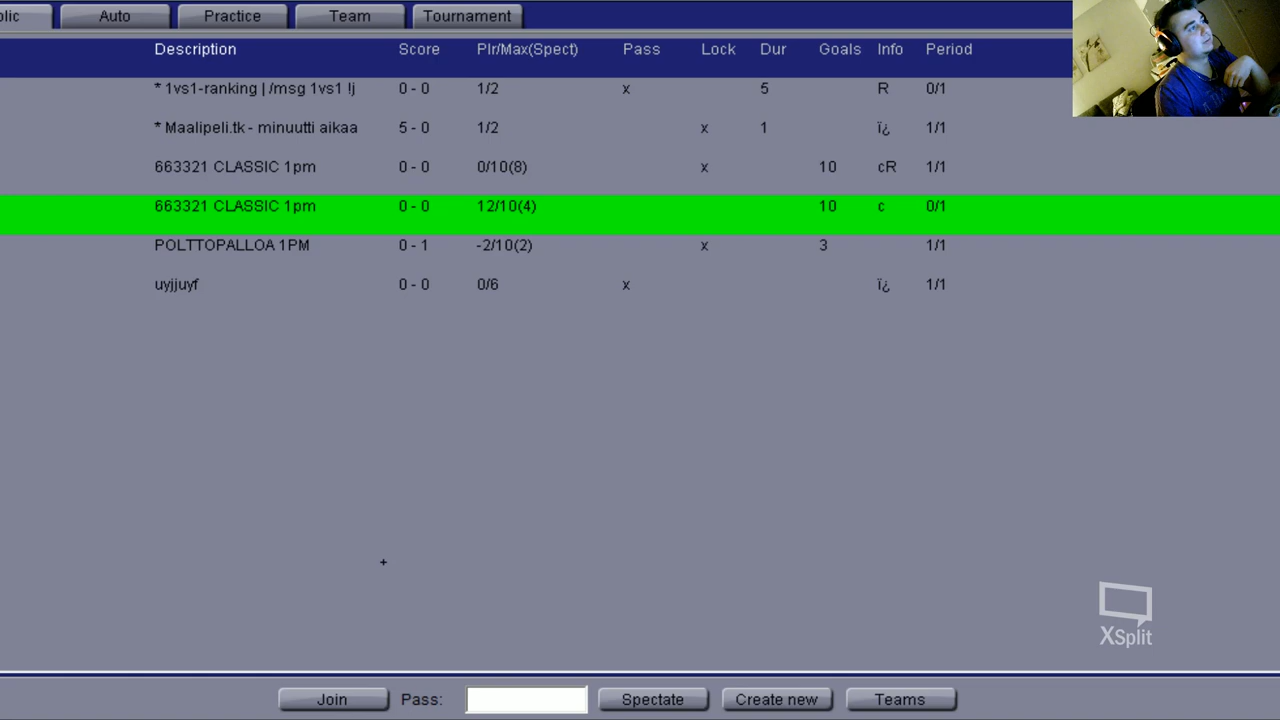 olic Auto Practice Team Tournament
Description Score Plr/Max(Spect) Pass Lock Dur Goals Info Period
* 1vs1-ranking | /msg 1vs1 !j 0 - 0 1/2 x 5 R 0/1
* Maalipeli.tk - minuutti aikaa 5 - 0 1/2 x 1 ï¿ 1/1
663321 CLASSIC 1pm 0 - 0 0/10(8) x 10 cR 1/1
663321 CLASSIC 1pm 0 - 0 12/10(4) 10 c 0/1
POLTTOPALLOA 1PM 0 - 1 -2/10(2) x 3 1/1
uyjjuyf 0 - 0 0/6 x ï¿ 1/1
XSplit
Join Pass: Spectate Create new Teams